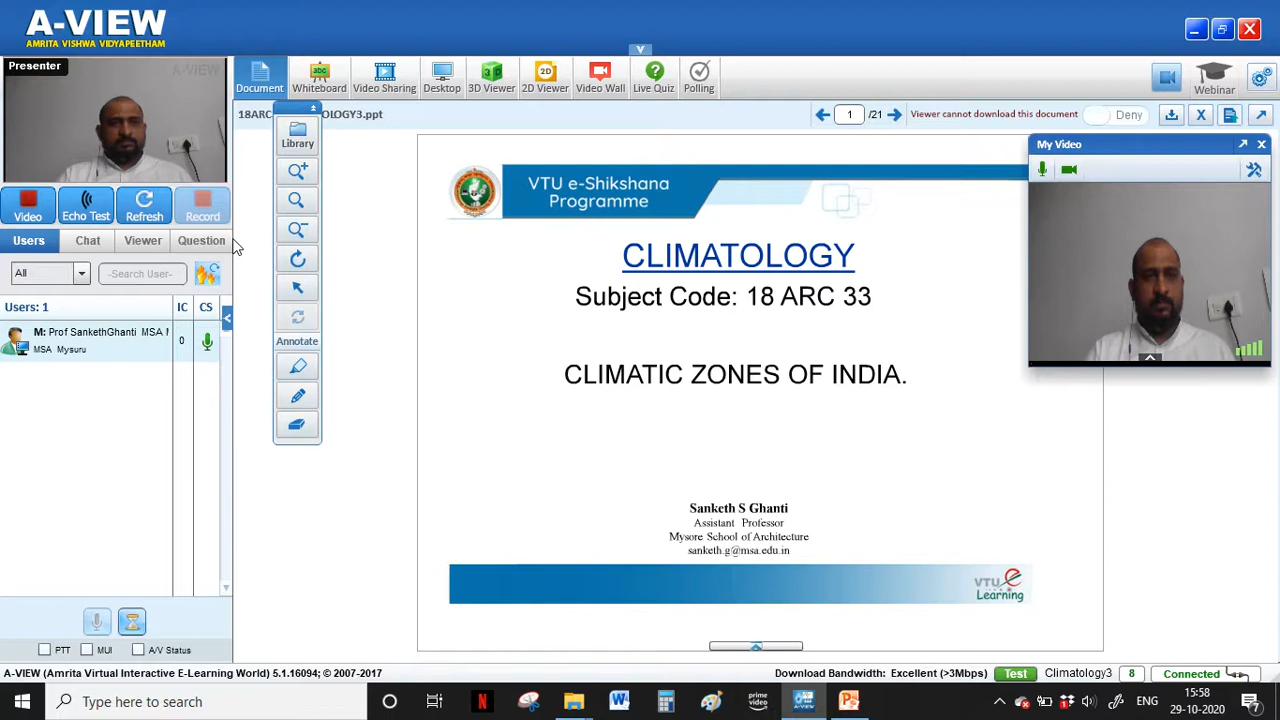 A-VIEW
AMRITA VISHWA VIDYAPEETHAM
Presenter
A-VIEW
Document
Whiteboard
Video Sharing
Desktop
3D Viewer
2D Viewer
Video Wall
Live Quiz
Polling
Webinar
18ARC
OLOGY3.ppt
1 /21
Viewer cannot download this document
Deny
Library
My Video
Video
Echo Test
Refresh
Record
Users
Chat
Viewer
Question
All
-Search User-
Users: 1
IC
CS
M: Prof SankethGhanti MSA
MSA Mysuru
0
Annotate
VTU e-Shikshana
Programme
CLIMATOLOGY
Subject Code: 18 ARC 33
CLIMATIC ZONES OF INDIA.
Sanketh S Ghanti
Assistant Professor
Mysore School of Architecture
sanketh.g@msa.edu.in
VTU
Learning
PTT
MUI
A/V Status
A-VIEW (Amrita Virtual Interactive E-Learning World) 5.1.16094; © 2007-2017
Download Bandwidth: Excellent (>3Mbps)
Test
Climatology3
8
Connected
Type here to search
prime
video
ENG
15:58
29-10-2020
7